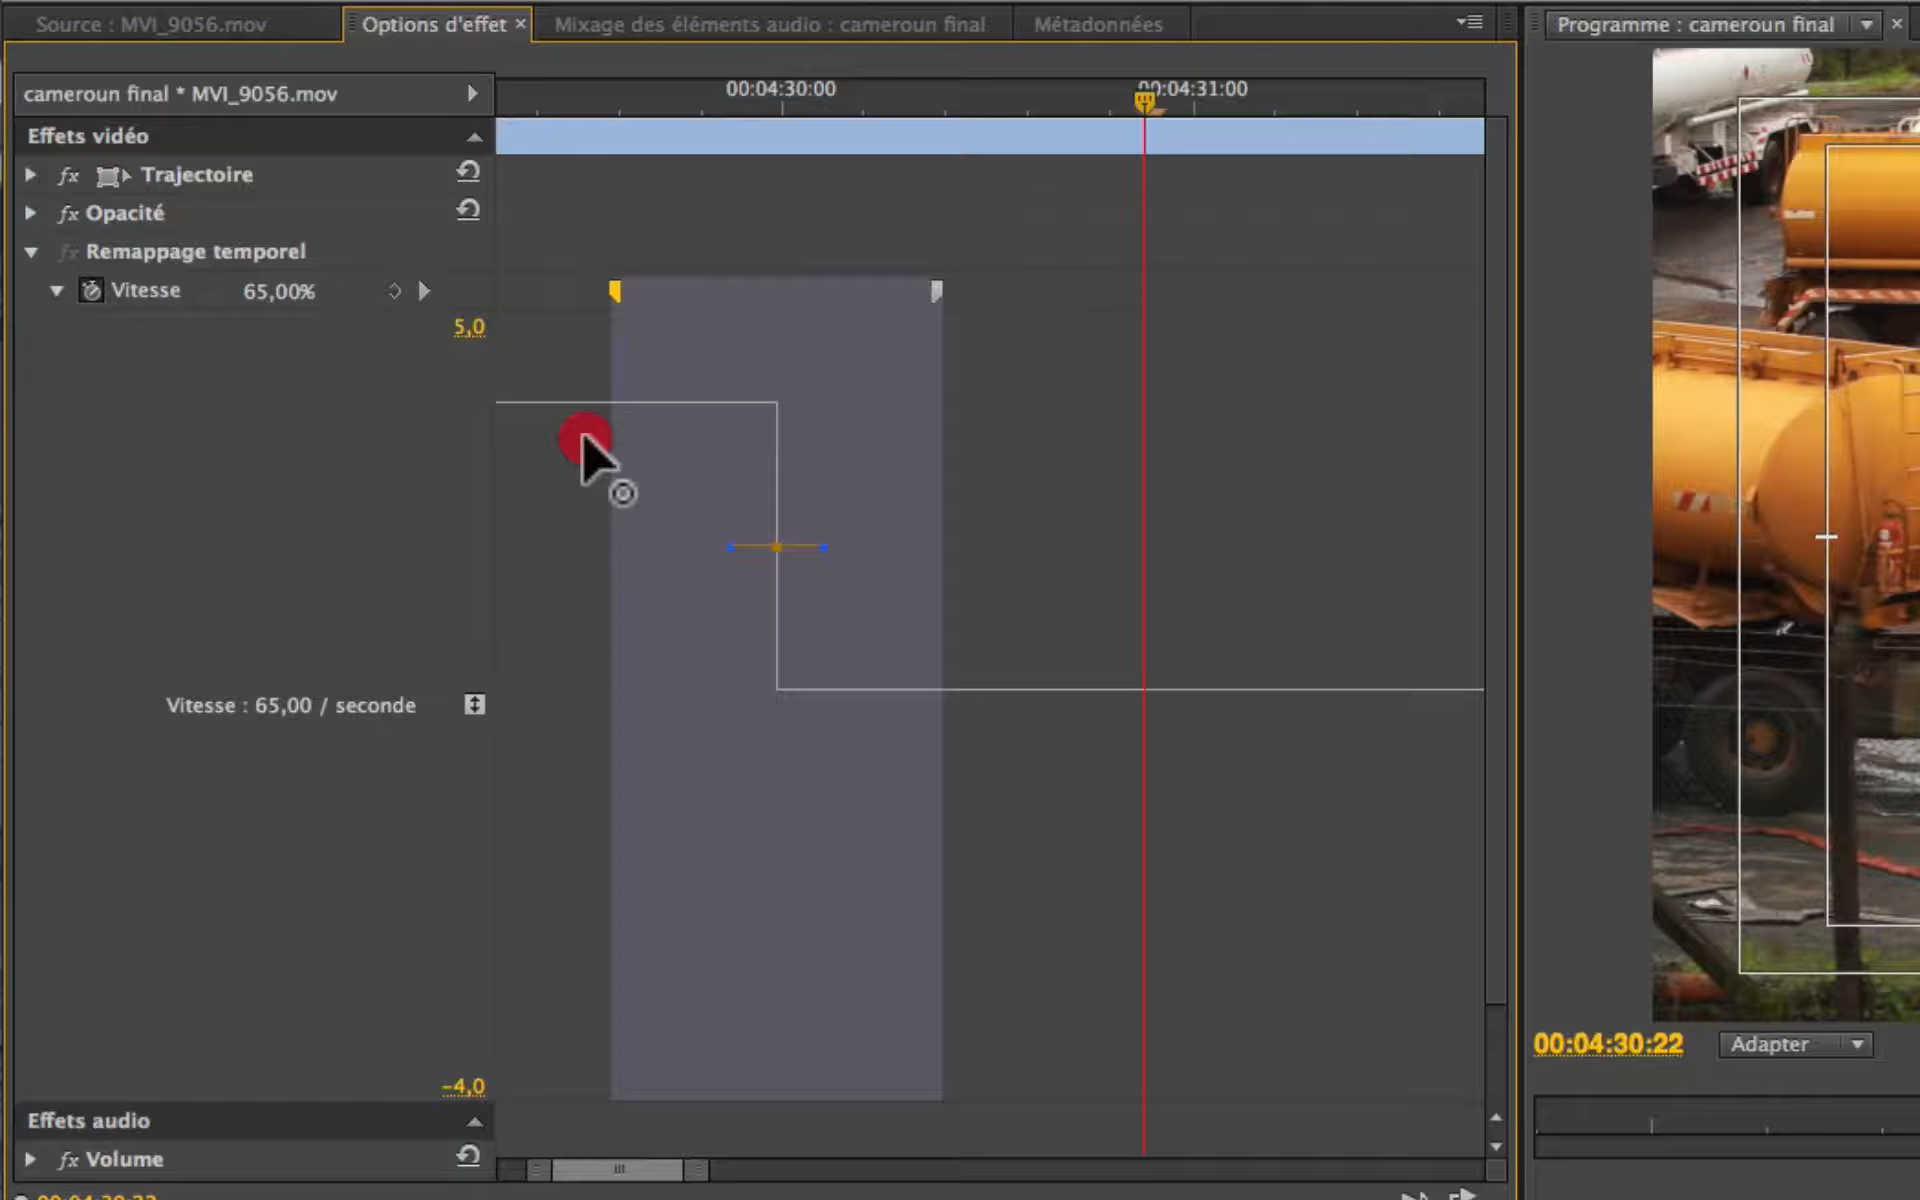 Source : MVI_9056.mov
Options d'effet ×
Mixage des éléments audio : cameroun final
Métadonnées
Programme : cameroun final
cameroun final * MVI_9056.mov
00:04:30:00
00:04:31:00
Effets vidéo
fx Trajectoire
fx Opacité
fx Remappage temporel
Vitesse 65,00%
5,0
Vitesse : 65,00 / seconde
-4,0
00:04:30:22
Adapter
Effets audio
fx Volume